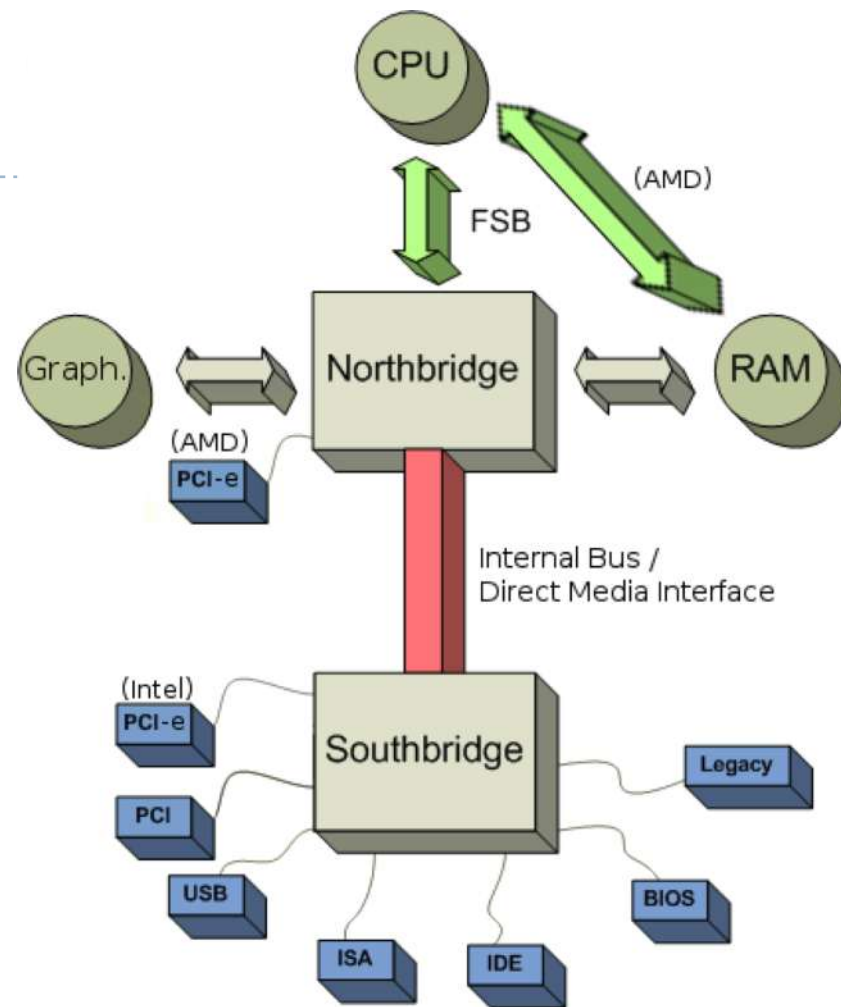 CPU
(AMD)
FSB
Graph.
Northbridge
RAM
(AMD)
PCI-e
Internal Bus /
Direct Media Interface
(Intel)
PCI-e
Southbridge
Legacy
PCI
USB
BIOS
ISA
IDE